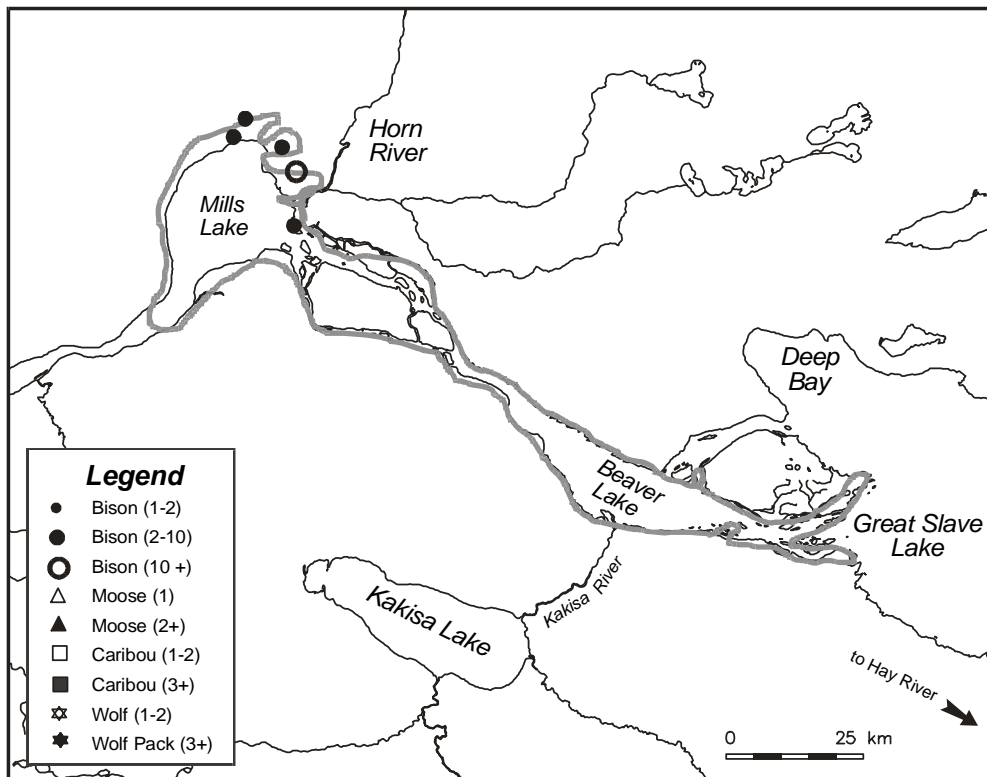 Horn
River
Mills
Lake
Deep
Bay
Beaver
Lake
Great Slave
Lake
Kakisa River
Kakisa Lake
to Hay River
0 25 km
Legend
Bison (1-2)
Bison (2-10)
Bison (10 +)
Moose (1)
Moose (2+)
Caribou (1-2)
Caribou (3+)
Wolf (1-2)
Wolf Pack (3+)